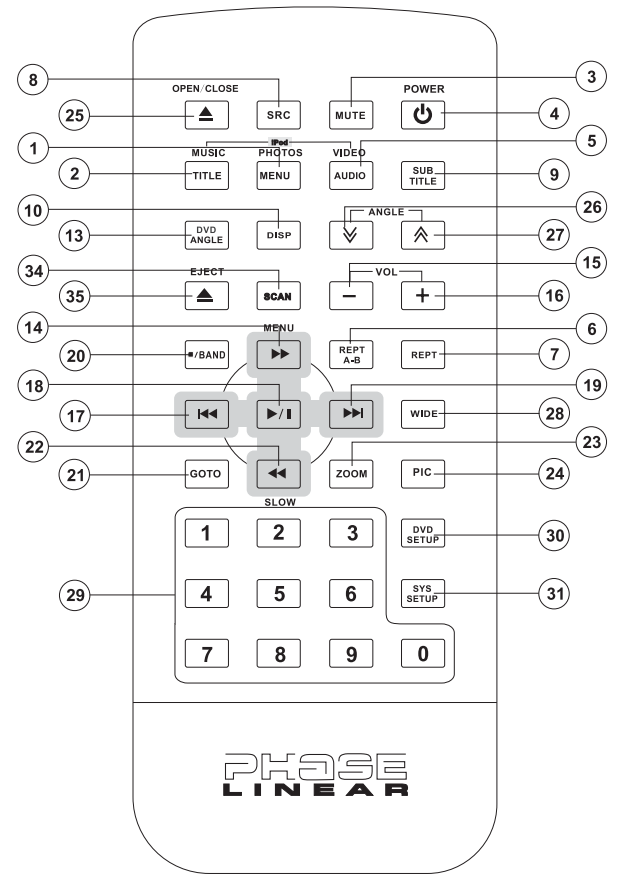 OPEN/CLOSE POWER
8 3
25 SRC MUTE 4
iPod
1 MUSIC PHOTOS VIDEO 5
2 TITLE MENU AUDIO SUB TITLE 9
10 ANGLE 26
13 DVD ANGLE DISP 27
34 EJECT VOL 15
35 SCAN − + 16
14 MENU 6
20 ■/BAND REPT A-B REPT 7
18 19
17 ▶/❙❙ WIDE 28
22 23
21 GOTO ZOOM PIC 24
SLOW
1 2 3 DVD SETUP 30
29 4 5 6 SYS SETUP 31
7 8 9 0
PHASE
LINEAR